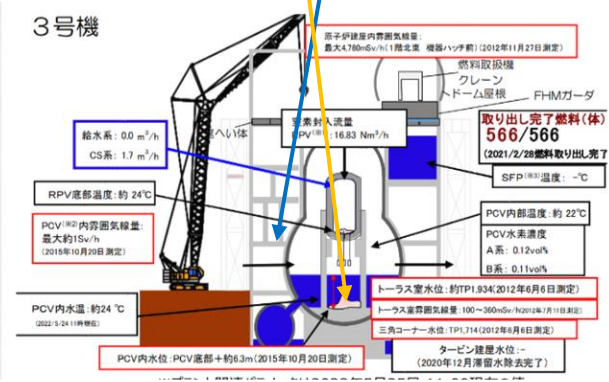 3号機
原子炉建屋内雰囲気線量:
最大4,780mSv/h(1階北東 機器ハッチ前)(2012年11月27日測定)
燃料取扱機
クレーン
ドーム屋根
FHMガーダ
窒素封入流量
RPV(※1): 16.83 Nm³/h
取り出し完了燃料(体)
566/566
(2021/2/28燃料取り出し完了
給水系: 0.0 m³/h
CS系: 1.7 m³/h
へい体
SFP(※3)温度: -℃
RPV底部温度: 約 24℃
PCV(※2)内雰囲気線量:
最大約1Sv/h
(2015年10月20日測定)
PCV内部温度: 約 22℃
PCV水素濃度
A系: 0.12vol%
B系: 0.11vol%
トーラス室水位: 約TP1,934(2012年6月6日測定)
トーラス室雰囲気線量: 100~360mSv/h(2012年7月11日測定)
三角コーナー水位: TP1,714(2012年6月6日測定)
PCV内水温: 約24 ℃
(2022/5/24 11時現在)
PCV内水位: PCV底部+約6.3m(2015年10月20日測定)
タービン建屋水位: -
(2020年12月滞留水除去完了)